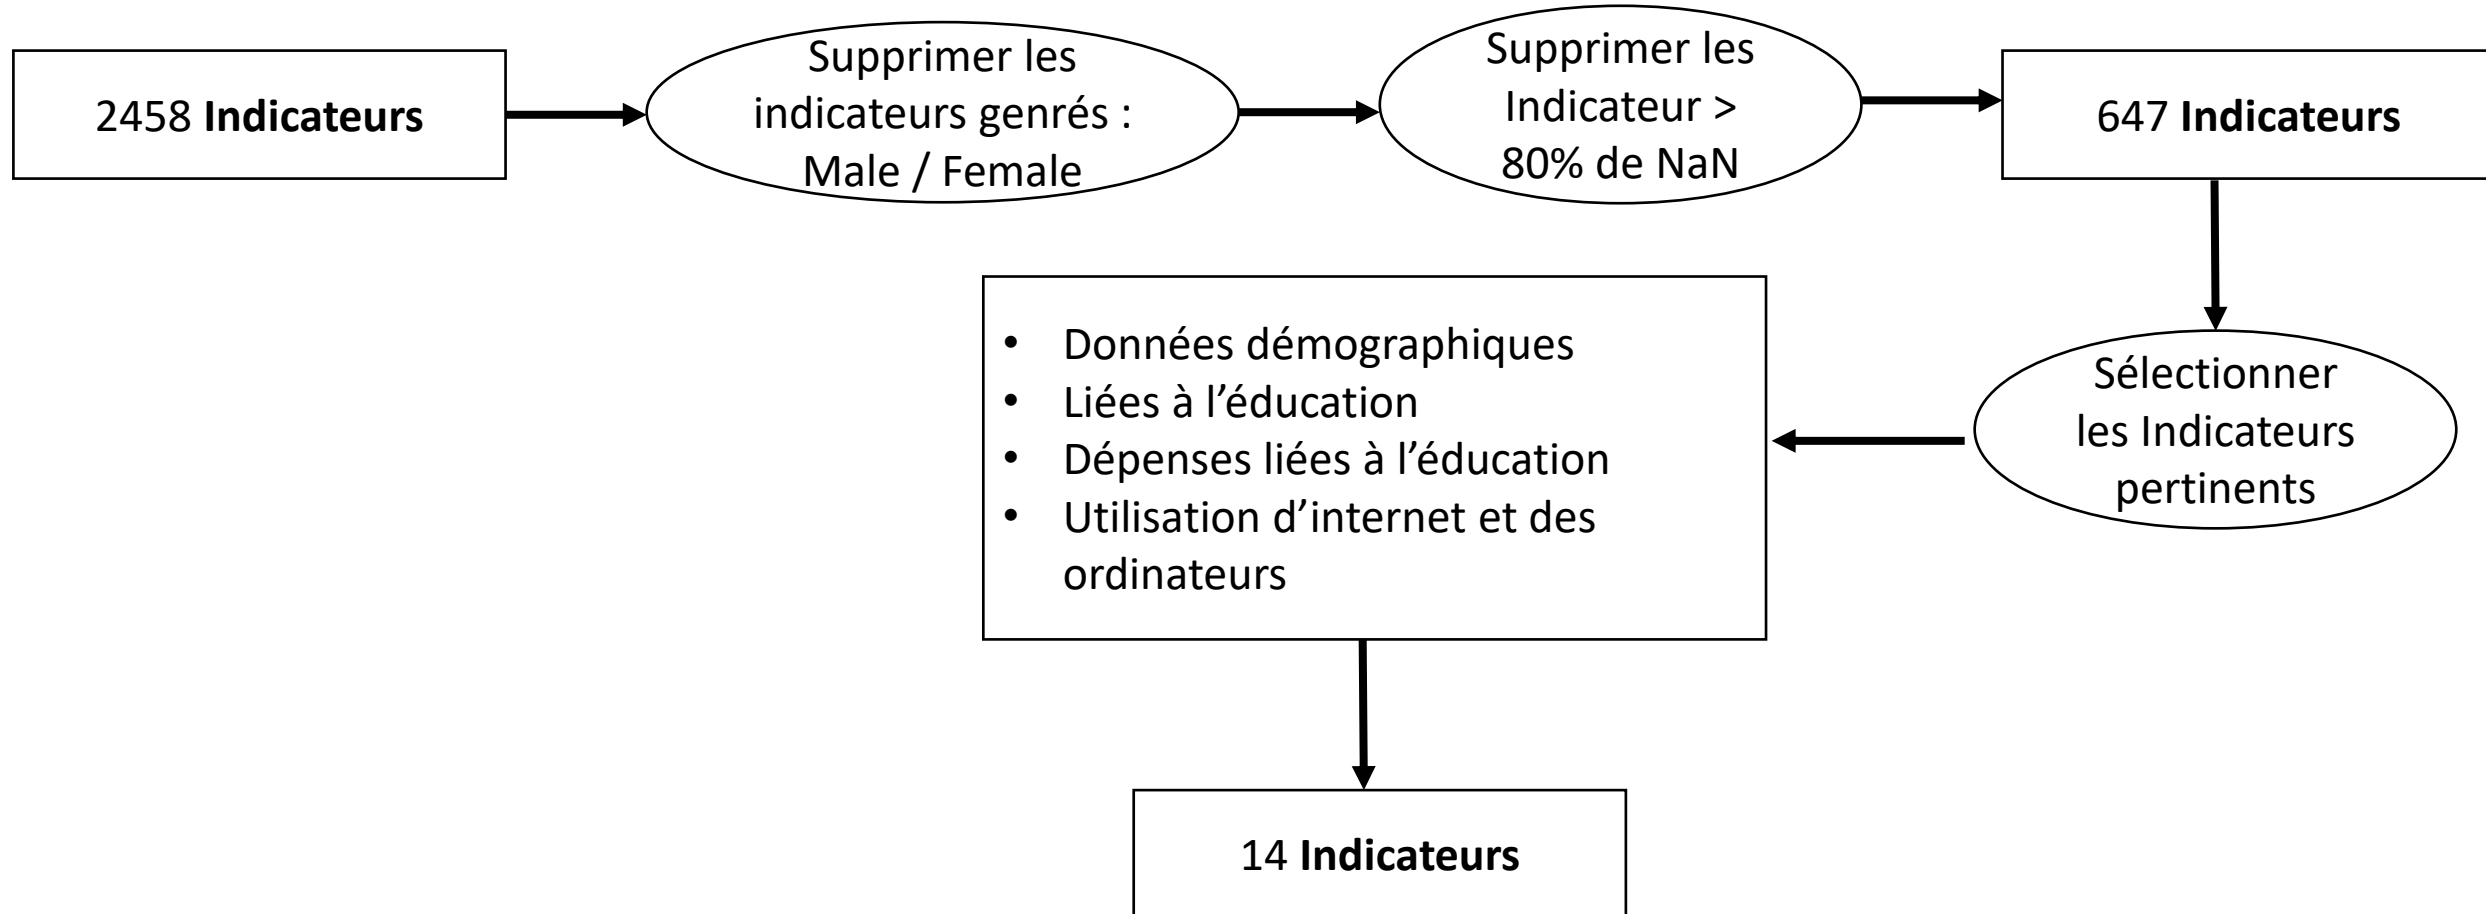 2458 Indicateurs
Supprimer les
indicateurs genrés :
Male / Female
Supprimer les
Indicateur >
80% de NaN
647 Indicateurs
Sélectionner
les Indicateurs
pertinents
• Données démographiques
• Liées à l’éducation
• Dépenses liées à l’éducation
• Utilisation d’internet et des
ordinateurs
14 Indicateurs